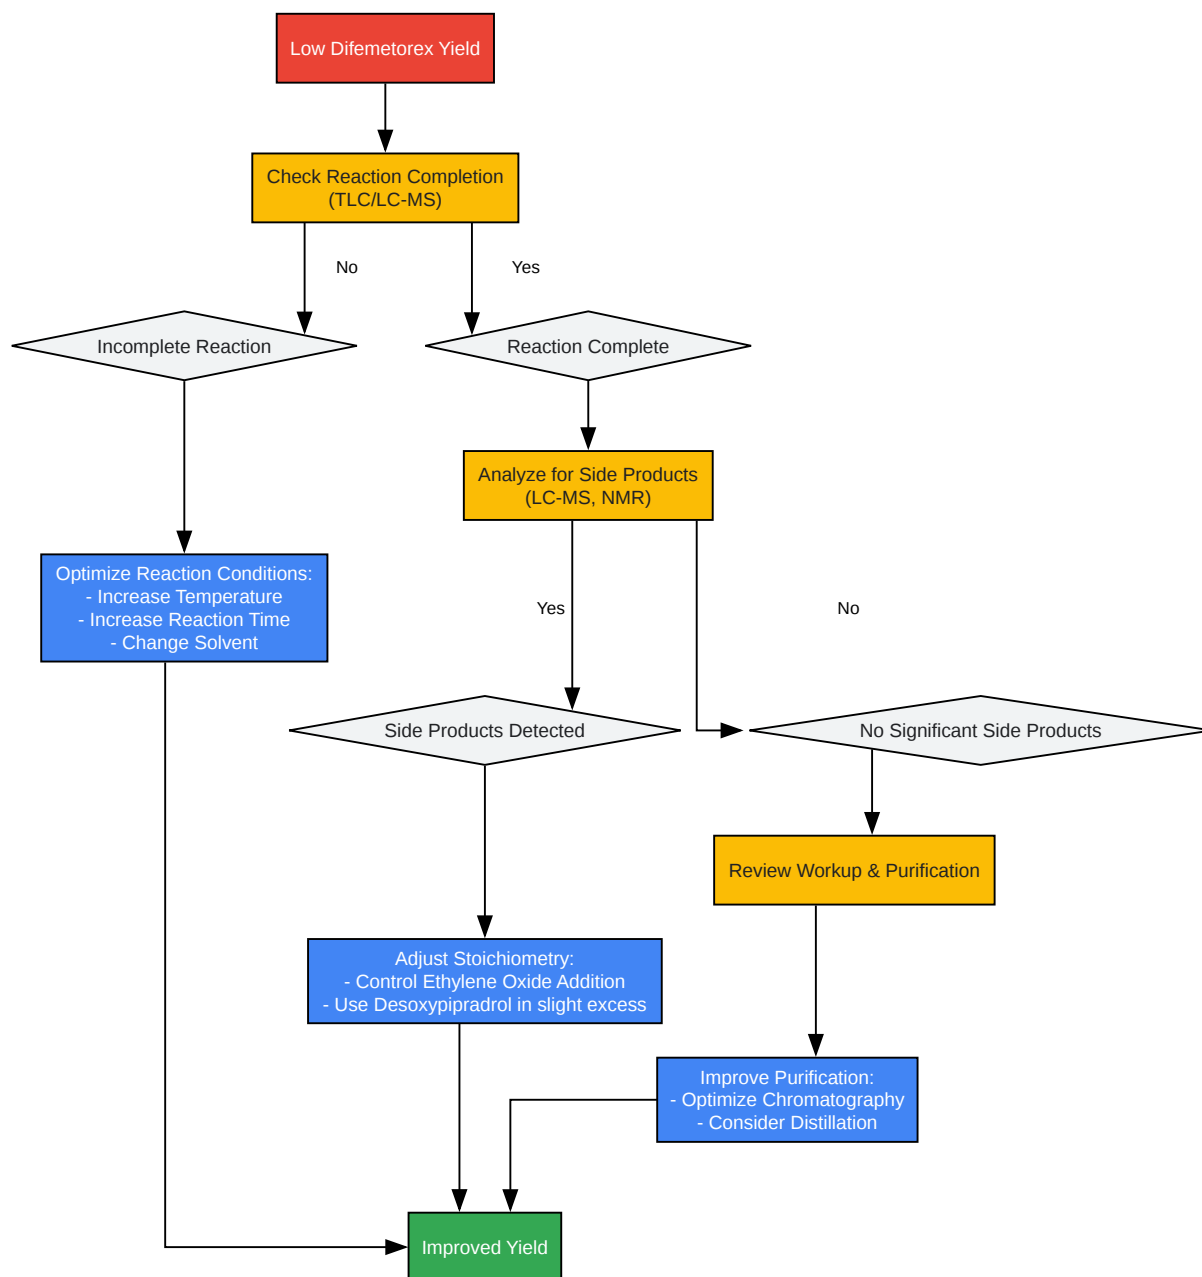 Low Difemetorex Yield
Check Reaction Completion
(TLC/LC-MS)
No
Yes
Incomplete Reaction
Reaction Complete
Analyze for Side Products
(LC-MS, NMR)
Optimize Reaction Conditions:
- Increase Temperature
- Increase Reaction Time
- Change Solvent
Yes
No
Side Products Detected
No Significant Side Products
Review Workup & Purification
Adjust Stoichiometry:
- Control Ethylene Oxide Addition
- Use Desoxypipradrol in slight excess
Improve Purification:
- Optimize Chromatography
- Consider Distillation
Improved Yield